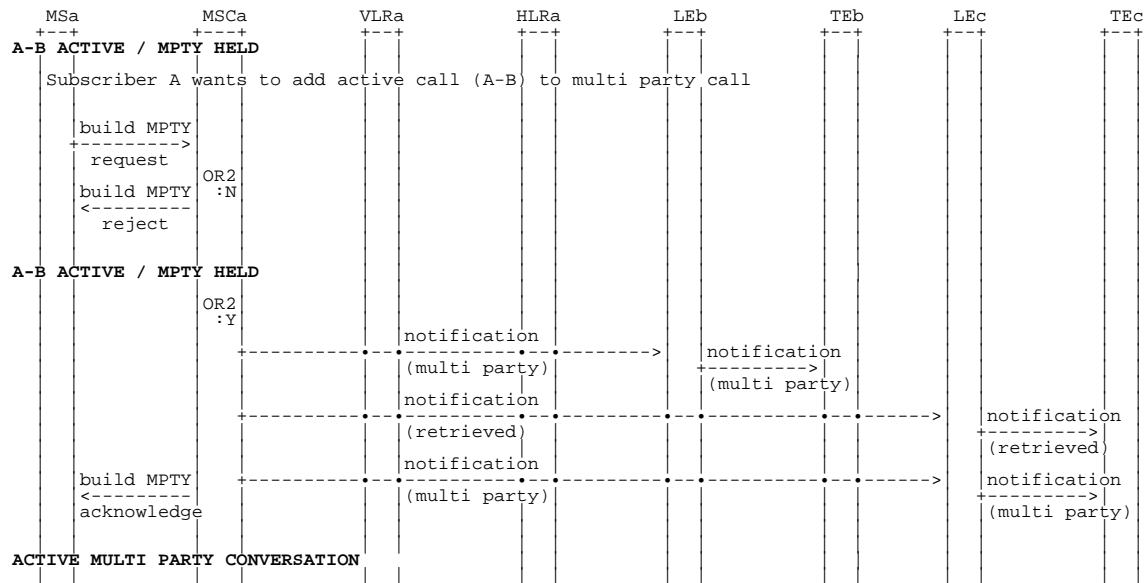 MSa MSCa VLRa HLRa LEb TEb LEc TEc
A-B ACTIVE / MPTY HELD
Subscriber A wants to add active call (A-B) to multi party call
build MPTY
request
OR2
build MPTY :N
reject
A-B ACTIVE / MPTY HELD
OR2
:Y
notification
notification
(multi party)
(multi party)
notification
notification
(retrieved)
(retrieved)
notification
build MPTY notification
(multi party)
acknowledge (multi party)
ACTIVE MULTI PARTY CONVERSATION